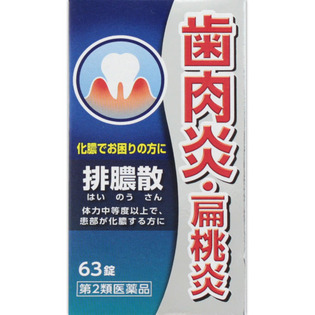 歯肉炎・扁桃炎
化膿でお困りの方に
排膿散
はい のう さん
体力中等度以上で、
患部が化膿する方に
63錠
第2類医薬品